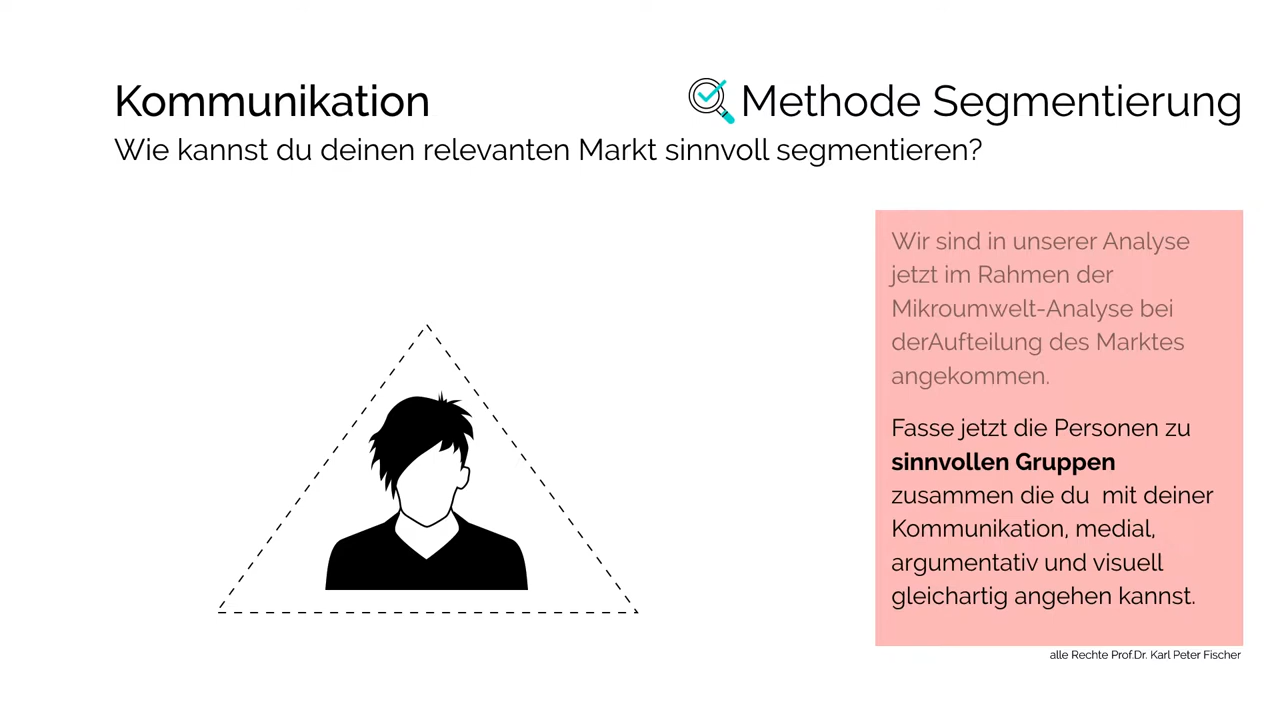 Kommunikation
Methode Segmentierung
Wie kannst du deinen relevanten Markt sinnvoll segmentieren?
Wir sind in unserer Analyse
jetzt im Rahmen der
Mikroumwelt-Analyse bei
derAufteilung des Marktes
angekommen.
Fasse jetzt die Personen zu
sinnvollen Gruppen
zusammen die du  mit deiner
Kommunikation, medial,
argumentativ und visuell
gleichartig angehen kannst.
alle Rechte Prof.Dr. Karl Peter Fischer